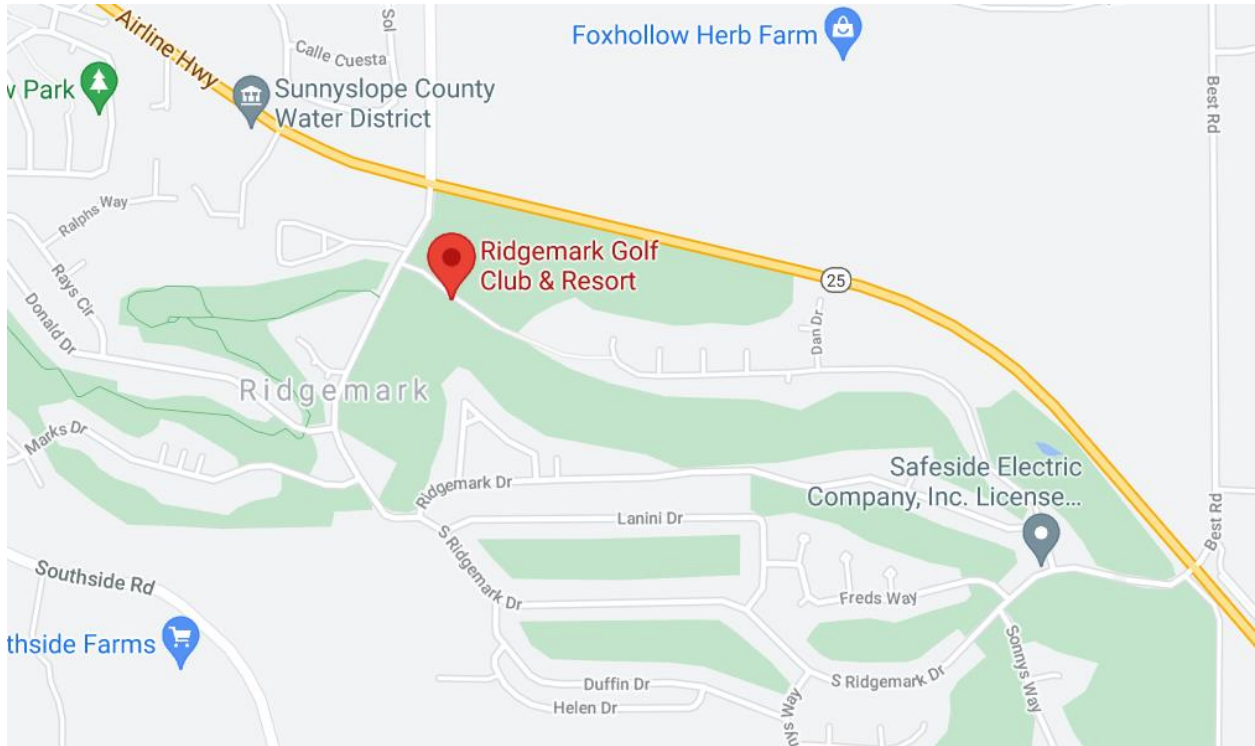 Airline Hwy
Sol
Calle Cuesta
Foxhollow Herb Farm
w Park
Sunnyslope County
Water District
Best Rd
Ralphs Way
Rays Cir
Donald Dr
Ridgemark Golf
Club & Resort
25
Dan Dr
Ridgemark
Marks Dr
Ridgemark Dr
Safeside Electric
Company, Inc. License...
Lanini Dr
Best Rd
S Ridgemark Dr
Southside Rd
Freds Way
thside Farms
Sonnys Way
S Ridgemark Dr
Duffin Dr
Helen Dr
nys Way